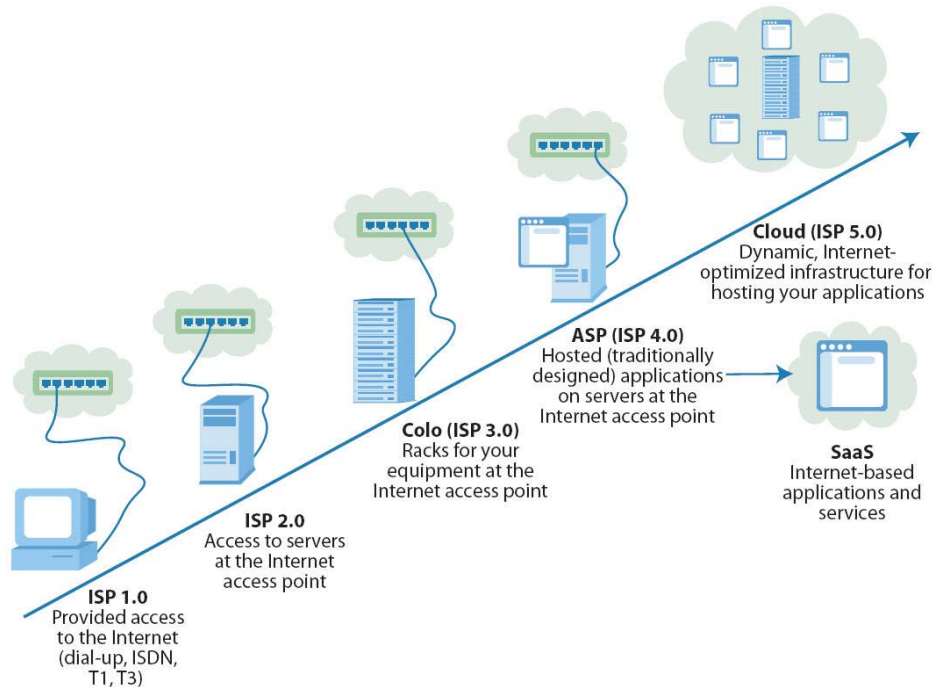 ISP 1.0
Provided access
to the Internet
(dial-up, ISDN,
T1, T3)
ISP 2.0
Access to servers
at the Internet
access point
Colo (ISP 3.0)
Racks for your
equipment at the
Internet access point
ASP (ISP 4.0)
Hosted (traditionally
designed) applications
on servers at the
Internet access point
Cloud (ISP 5.0)
Dynamic, Internet-
optimized infrastructure for
hosting your applications
SaaS
Internet-based
applications and
services